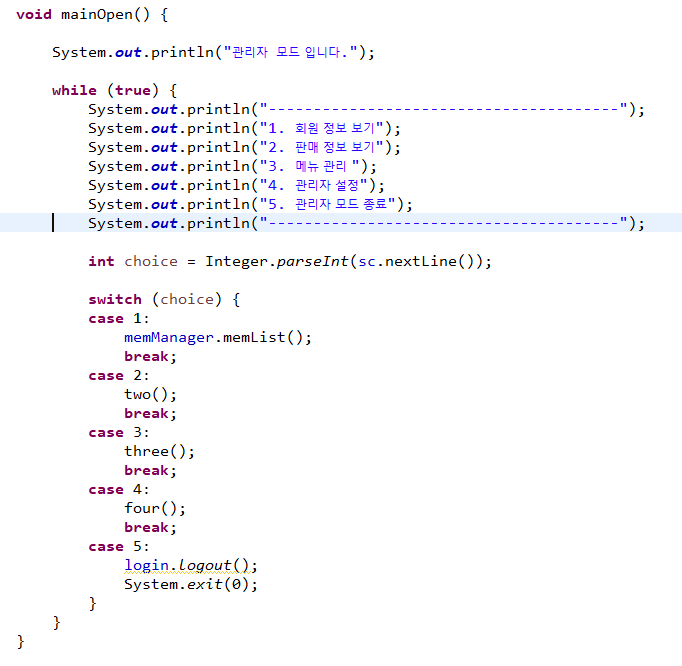 void mainOpen() {
System.out.println("관리자 모드 입니다.");
while (true) {
System.out.println("---------------------------------------");
System.out.println("1. 회원 정보 보기");
System.out.println("2. 판매 정보 보기");
System.out.println("3. 메뉴 관리 ");
System.out.println("4. 관리자 설정");
System.out.println("5. 관리자 모드 종료");
System.out.println("---------------------------------------");
int choice = Integer.parseInt(sc.nextLine());
switch (choice) {
case 1:
memManager.memList();
break;
case 2:
two();
break;
case 3:
three();
break;
case 4:
four();
break;
case 5:
login.logout();
System.exit(0);
}
}
}